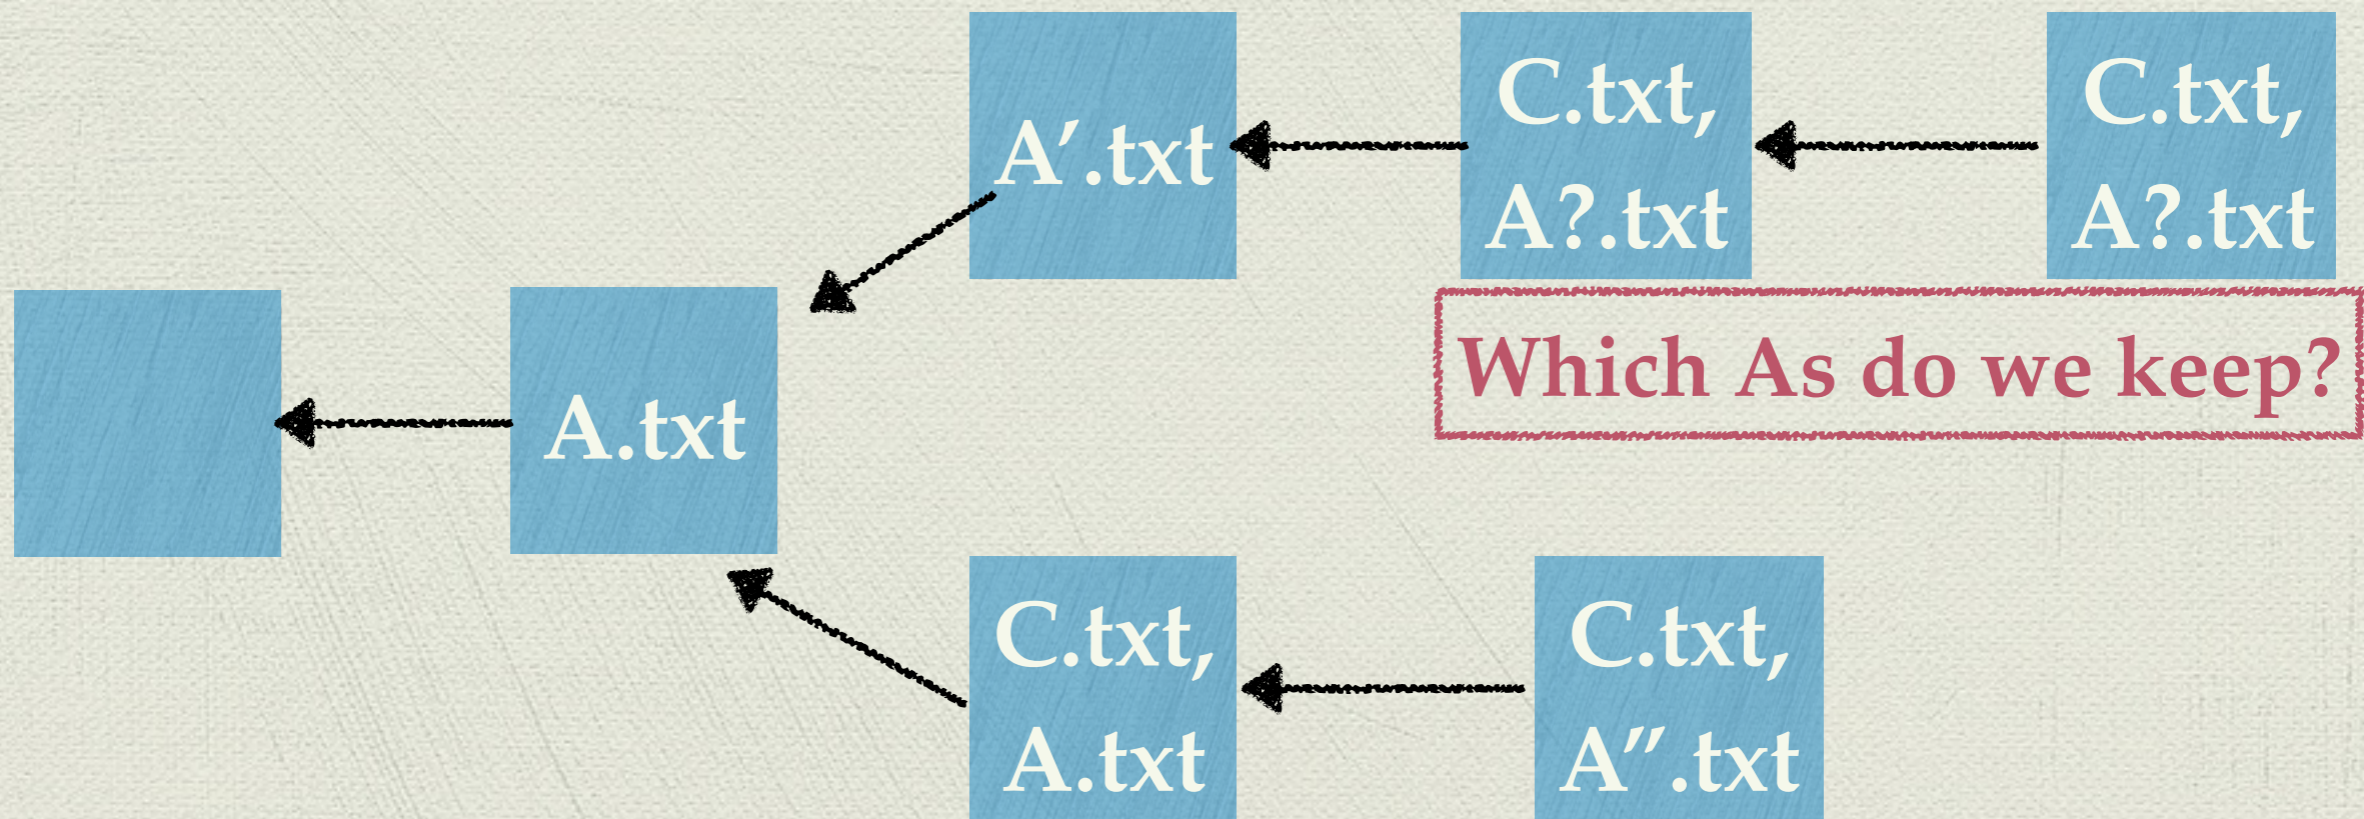 A′.txt
C.txt,
A?.txt
C.txt,
A?.txt
Which As do we keep?
A.txt
C.txt,
A.txt
C.txt,
A″.txt